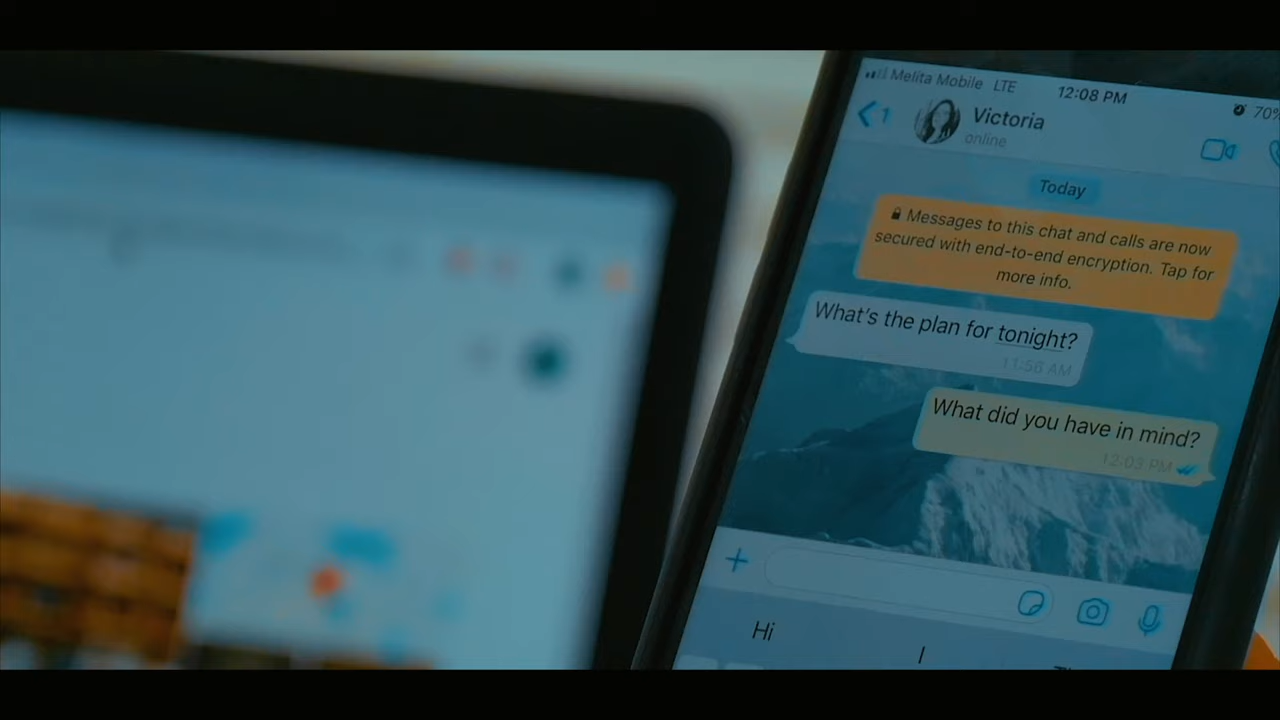 Melita Mobile LTE 12:08 PM 70%
1 Victoria
online
Today
Messages to this chat and calls are now
secured with end-to-end encryption. Tap for
more info.
What's the plan for tonight?
11:56 AM
What did you have in mind?
12:03 PM
Hi I